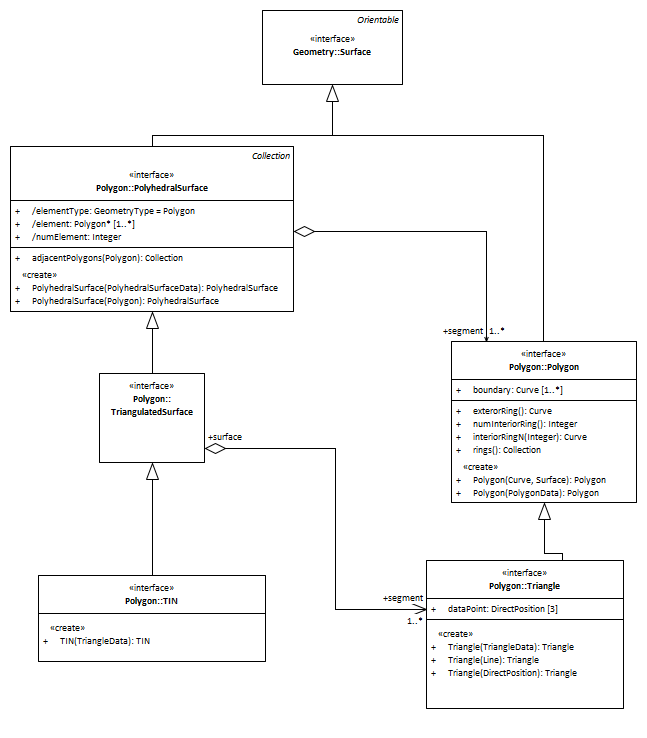 Orientable
«interface»
Geometry::Surface
Collection
«interface»
Polygon::PolyhedralSurface
+ /elementType: GeometryType = Polygon
+ /element: Polygon* [1..*]
+ /numElement: Integer
+ adjacentPolygons(Polygon): Collection
«create»
+ PolyhedralSurface(PolyhedralSurfaceData): PolyhedralSurface
+ PolyhedralSurface(Polygon): PolyhedralSurface
+segment 1..*
«interface»
Polygon::Polygon
+ boundary: Curve [1..*]
+ exterorRing(): Curve
+ numInteriorRing(): Integer
+ interiorRingN(Integer): Curve
+ rings(): Collection
«create»
+ Polygon(Curve, Surface): Polygon
+ Polygon(PolygonData): Polygon
«interface»
Polygon::
TriangulatedSurface
+surface
«interface»
Polygon::TIN
«create»
+ TIN(TriangleData): TIN
+segment
1..*
«interface»
Polygon::Triangle
+ dataPoint: DirectPosition [3]
«create»
+ Triangle(TriangleData): Triangle
+ Triangle(Line): Triangle
+ Triangle(DirectPosition): Triangle